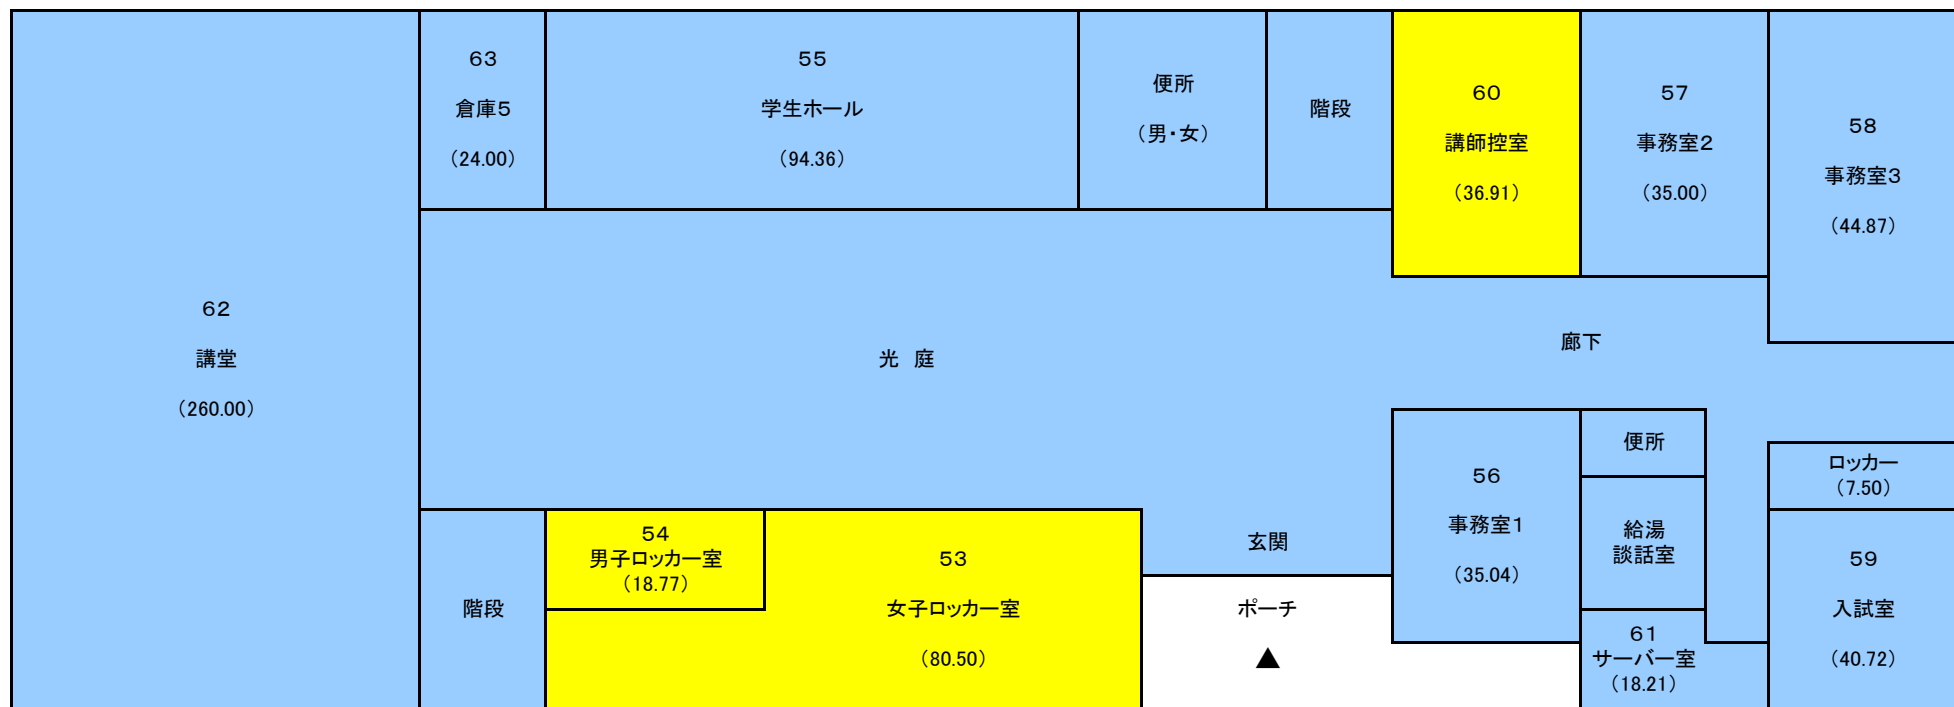 62
講堂
（260.00）
63
倉庫5
（24.00）
55
学生ホール
（94.36）
便所
（男・女）
階段
60
講師控室
（36.91）
57
事務室2
（35.00）
58
事務室3
（44.87）
光 庭
廊下
階段
54
男子ロッカー室
（18.77）
53
女子ロッカー室
（80.50）
玄関
ポーチ
▲
56
事務室1
（35.04）
便所
給湯
談話室
61
サーバー室
（18.21）
ロッカー
（7.50）
59
入試室
（40.72）